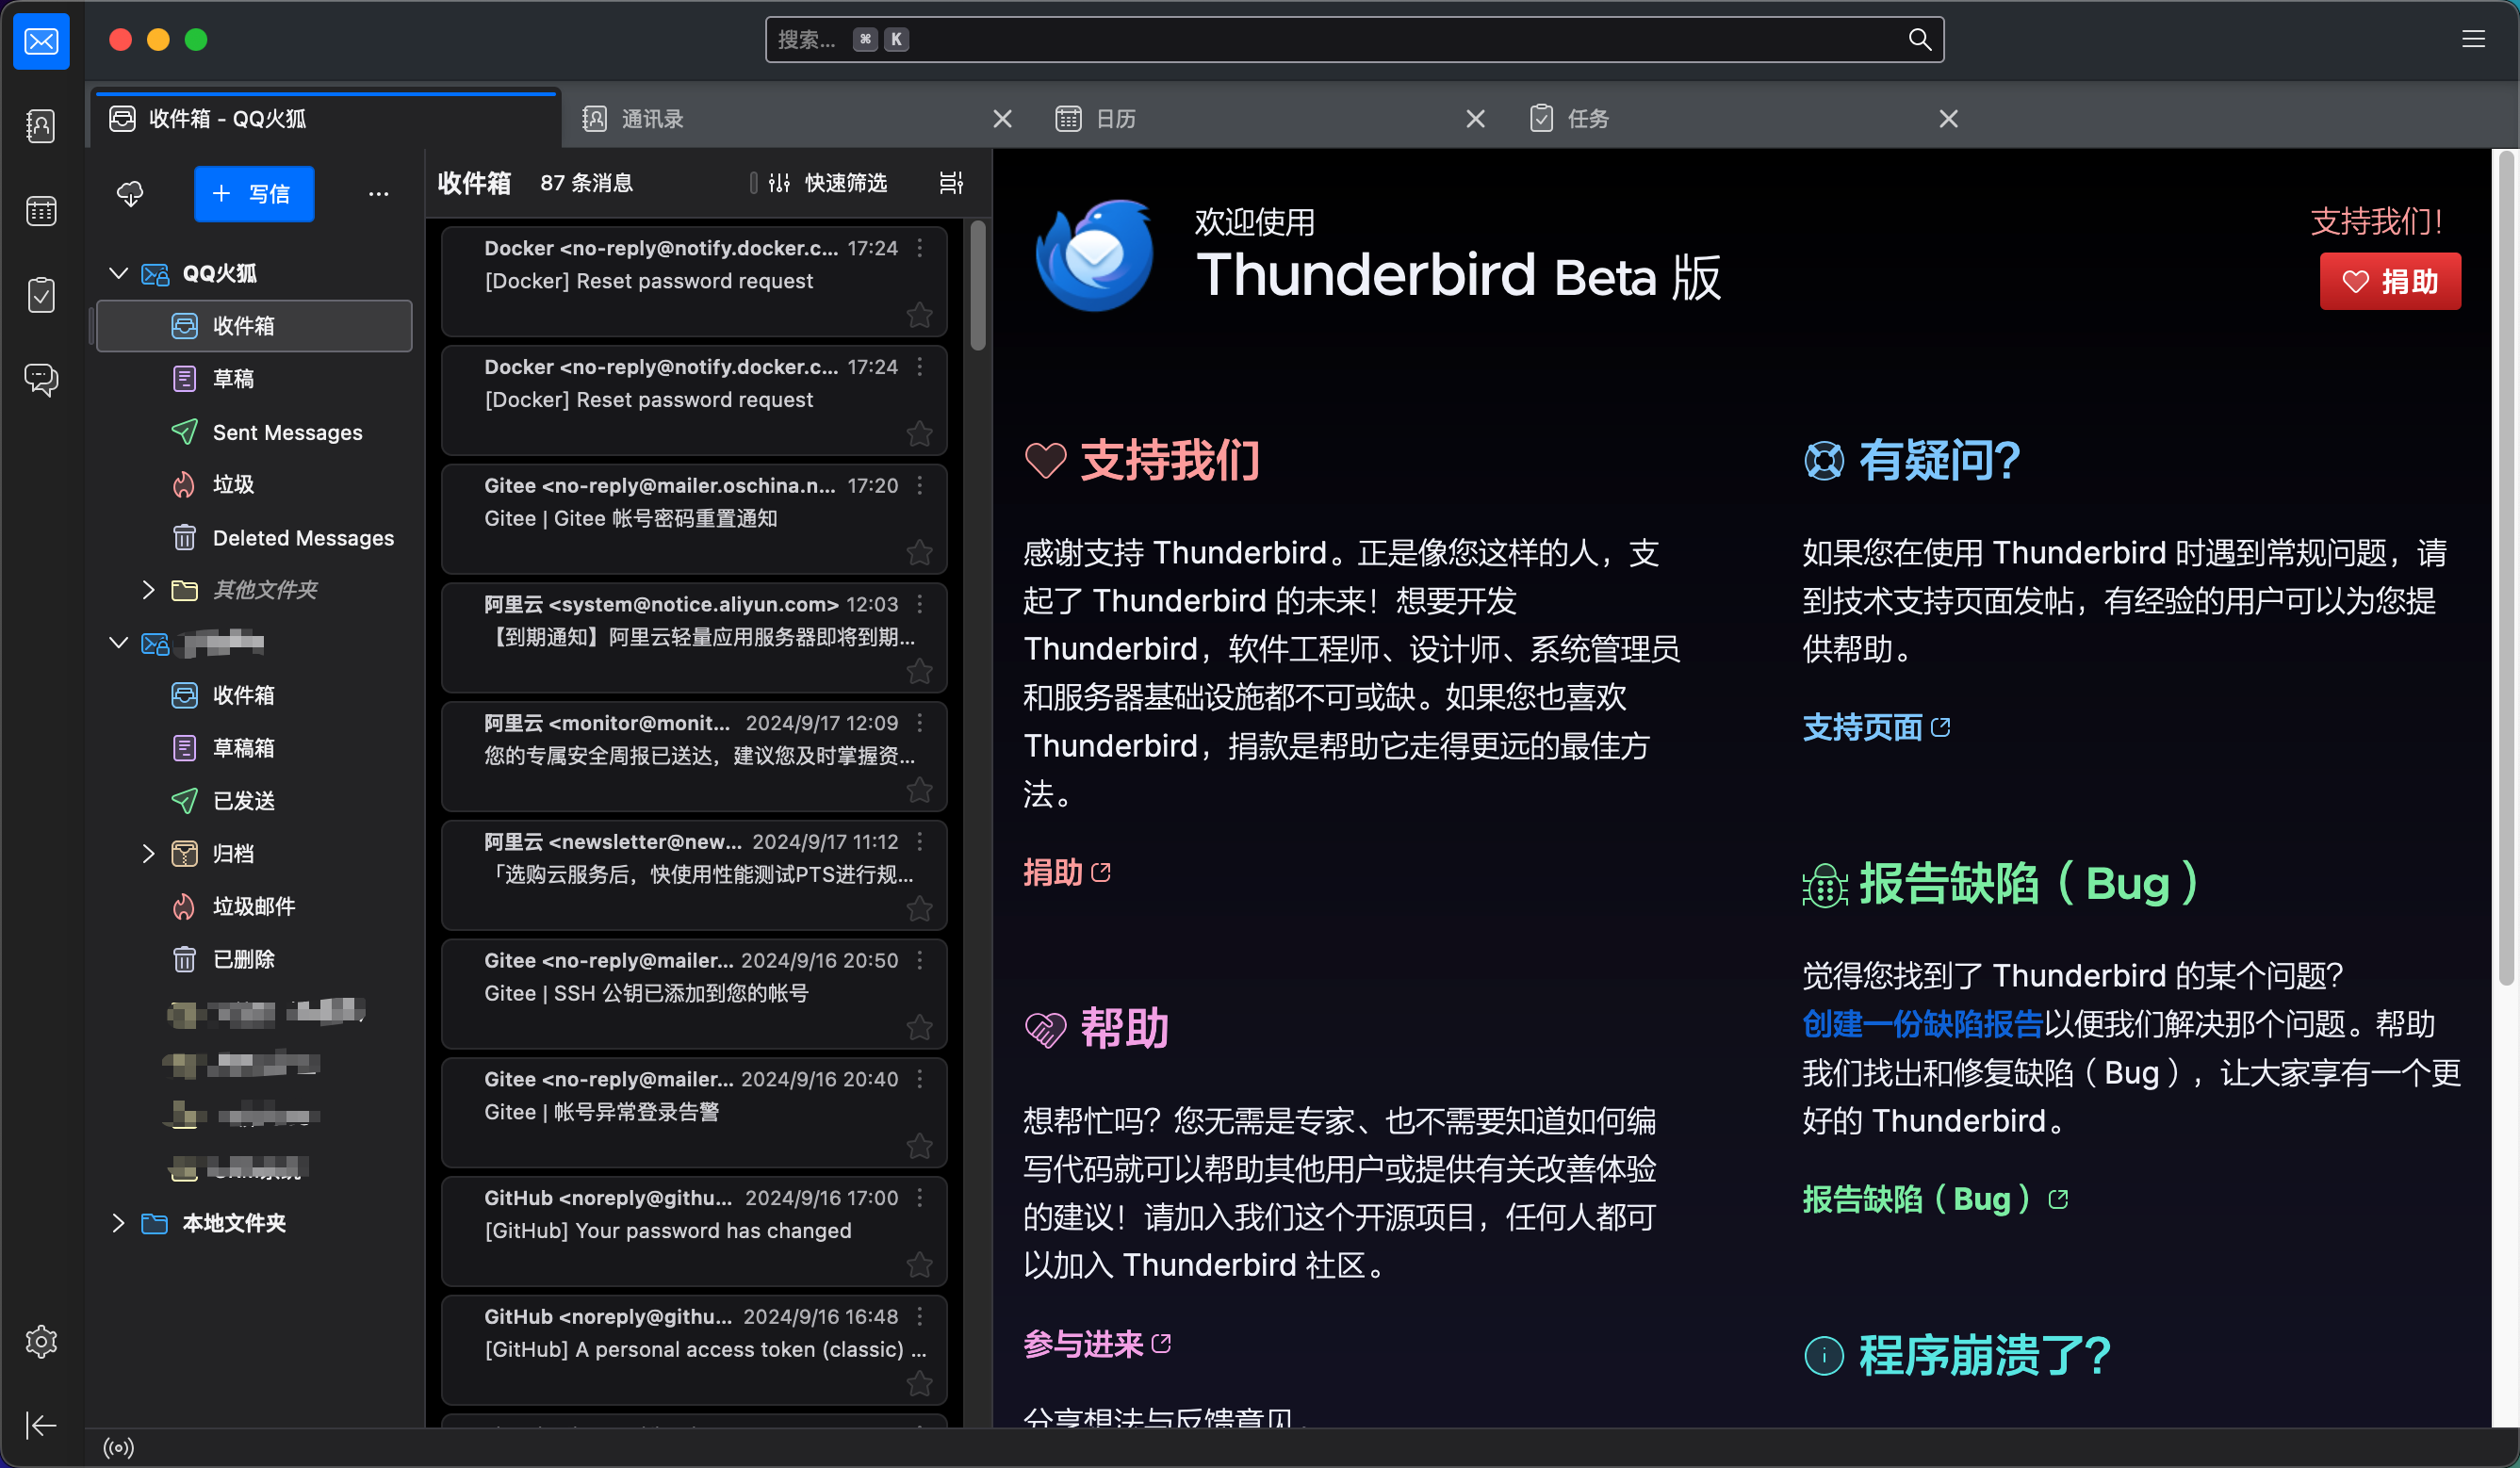 搜索... ⌘ K
收件箱 - QQ火狐
通讯录
日历
任务
写信
QQ火狐
收件箱
草稿
Sent Messages
垃圾
Deleted Messages
其他文件夹
收件箱
草稿箱
已发送
归档
垃圾邮件
已删除
本地文件夹
收件箱 87 条消息 快速筛选
Docker <no-reply@notify.docker.c... 17:24
[Docker] Reset password request
Docker <no-reply@notify.docker.c... 17:24
[Docker] Reset password request
Gitee <no-reply@mailer.oschina.n... 17:20
Gitee | Gitee 帐号密码重置通知
阿里云 <system@notice.aliyun.com> 12:03
【到期通知】阿里云轻量应用服务器即将到期...
阿里云 <monitor@monit... 2024/9/17 12:09
您的专属安全周报已送达，建议您及时掌握资...
阿里云 <newsletter@new... 2024/9/17 11:12
「选购云服务后，快使用性能测试PTS进行规...
Gitee <no-reply@mailer... 2024/9/16 20:50
Gitee | SSH 公钥已添加到您的帐号
Gitee <no-reply@mailer... 2024/9/16 20:40
Gitee | 帐号异常登录告警
GitHub <noreply@githu... 2024/9/16 17:00
[GitHub] Your password has changed
GitHub <noreply@githu... 2024/9/16 16:48
[GitHub] A personal access token (classic) ...
欢迎使用
Thunderbird Beta 版
支持我们！
捐助
支持我们
感谢支持 Thunderbird。正是像您这样的人，支
起了 Thunderbird 的未来！想要开发
Thunderbird，软件工程师、设计师、系统管理员
和服务器基础设施都不可或缺。如果您也喜欢
Thunderbird，捐款是帮助它走得更远的最佳方
法。
捐助
帮助
想帮忙吗？您无需是专家、也不需要知道如何编
写代码就可以帮助其他用户或提供有关改善体验
的建议！请加入我们这个开源项目，任何人都可
以加入 Thunderbird 社区。
参与进来
分享想法与反馈意见。
有疑问？
如果您在使用 Thunderbird 时遇到常规问题，请
到技术支持页面发帖，有经验的用户可以为您提
供帮助。
支持页面
报告缺陷（Bug）
觉得您找到了 Thunderbird 的某个问题？
创建一份缺陷报告以便我们解决那个问题。帮助
我们找出和修复缺陷（Bug），让大家享有一个更
好的 Thunderbird。
报告缺陷（Bug）
程序崩溃了？